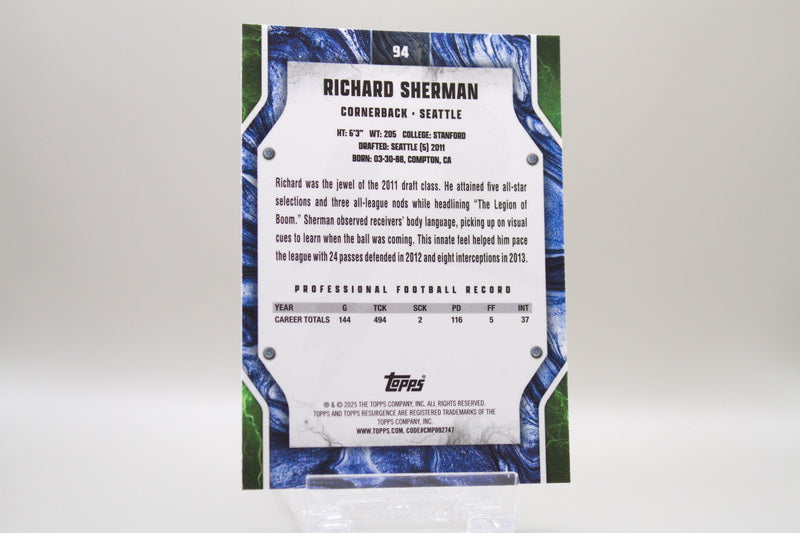 94
RICHARD SHERMAN
CORNERBACK • SEATTLE
HT: 6'3" WT: 205 COLLEGE: STANFORD
DRAFTED: SEATTLE (5) 2011
BORN: 03-30-88, COMPTON, CA
Richard was the jewel of the 2011 draft class. He attained five all-star
selections and three all-league nods while headlining "The Legion of
Boom." Sherman observed receivers' body language, picking up on visual
cues to learn when the ball was coming. This innate feel helped him pace
the league with 24 passes defended in 2012 and eight interceptions in 2013.
PROFESSIONAL FOOTBALL RECORD
YEAR G TCK SCK PD FF INT
CAREER TOTALS 144 494 2 116 5 37
Topps®
® & © 2025 THE TOPPS COMPANY, INC. ALL RIGHTS RESERVED.
TOPPS AND TOPPS RESURGENCE ARE REGISTERED TRADEMARKS OF THE
TOPPS COMPANY, INC.
WWW.TOPPS.COM. CODE#CMP092747